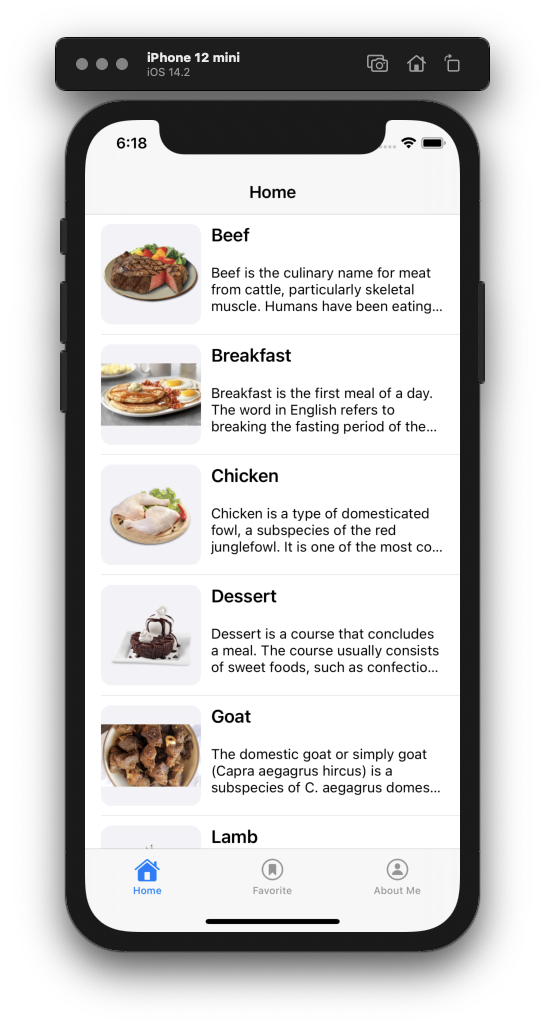 iPhone 12 mini
iOS 14.2
6:18
Home
Beef
Beef is the culinary name for meat
from cattle, particularly skeletal
muscle. Humans have been eating...
Breakfast
Breakfast is the first meal of a day.
The word in English refers to
breaking the fasting period of the...
Chicken
Chicken is a type of domesticated
fowl, a subspecies of the red
junglefowl. It is one of the most co...
Dessert
Dessert is a course that concludes
a meal. The course usually consists
of sweet foods, such as confectio...
Goat
The domestic goat or simply goat
(Capra aegagrus hircus) is a
subspecies of C. aegagrus domes...
Lamb
Home
Favorite
About Me